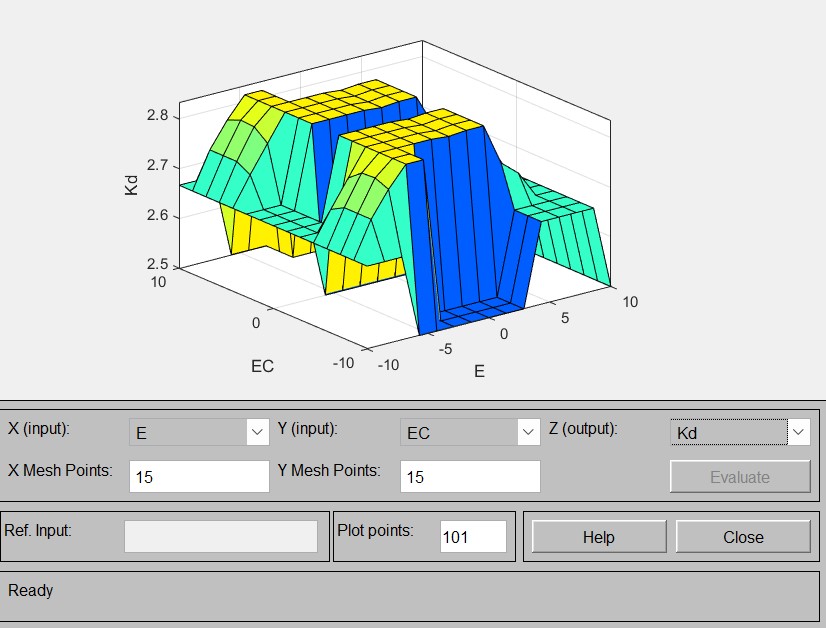 2.8
2.7
2.6
2.5
Kd
10
0
-10
EC
-10
-5
0
5
10
E
X (input): E Y (input): EC Z (output): Kd
X Mesh Points: 15 Y Mesh Points: 15 Evaluate
Ref. Input: Plot points: 101 Help Close
Ready